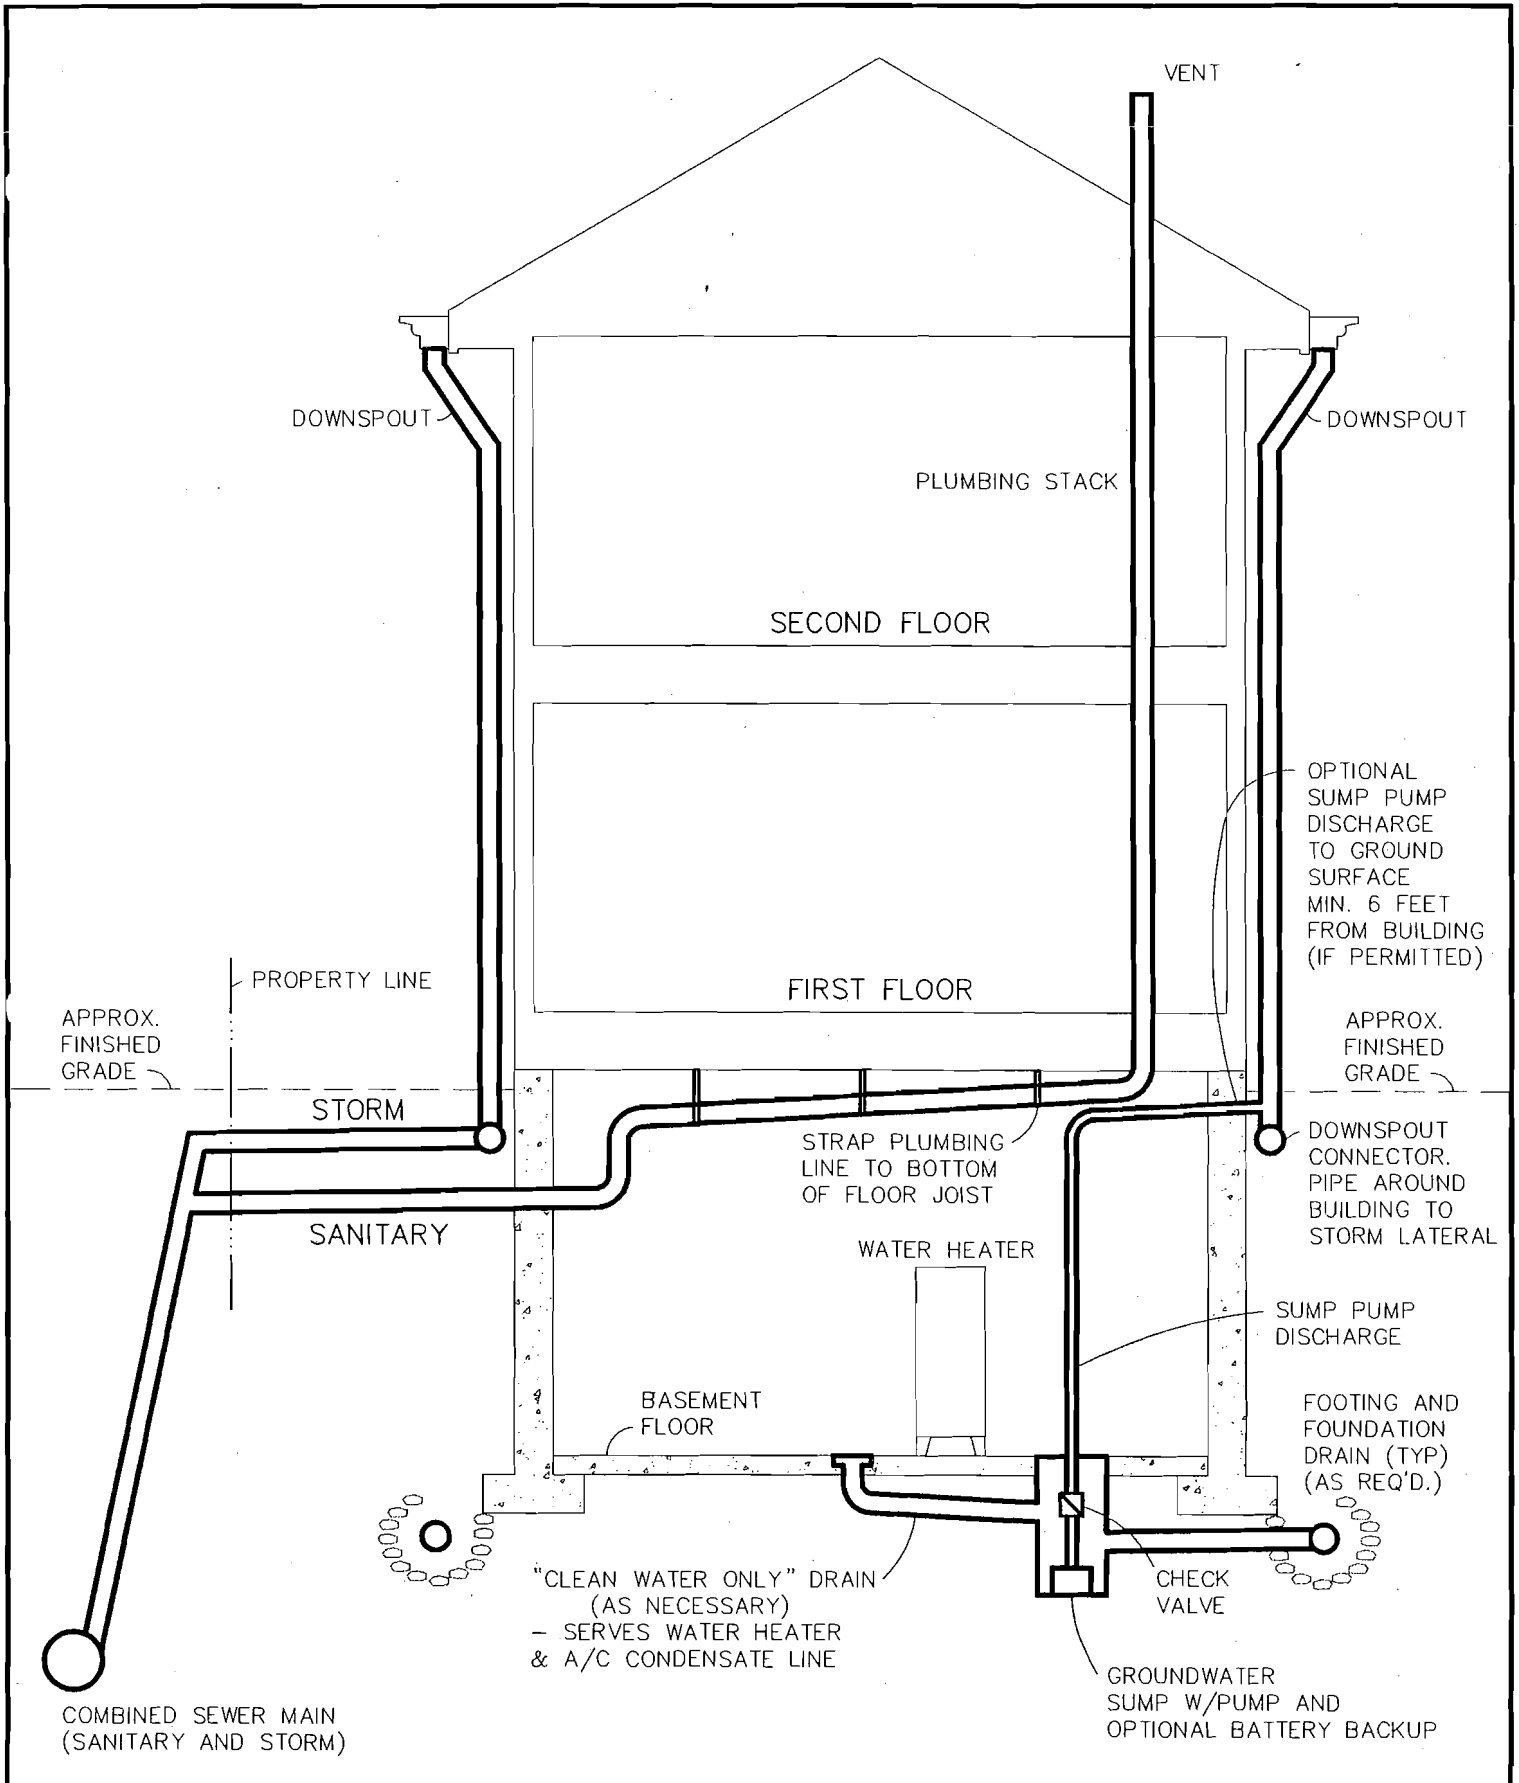 VENT
DOWNSPOUT
DOWNSPOUT
PLUMBING STACK
SECOND FLOOR
OPTIONAL
SUMP PUMP
DISCHARGE
TO GROUND
SURFACE
MIN. 6 FEET
FROM BUILDING
(IF PERMITTED)
PROPERTY LINE
FIRST FLOOR
APPROX.
FINISHED
GRADE
APPROX.
FINISHED
GRADE
STORM
STRAP PLUMBING
LINE TO BOTTOM
OF FLOOR JOIST
DOWNSPOUT
CONNECTOR.
PIPE AROUND
BUILDING TO
STORM LATERAL
SANITARY
WATER HEATER
SUMP PUMP
DISCHARGE
BASEMENT
FLOOR
FOOTING AND
FOUNDATION
DRAIN (TYP)
(AS REQ'D.)
"CLEAN WATER ONLY" DRAIN
(AS NECESSARY)
- SERVES WATER HEATER
& A/C CONDENSATE LINE
CHECK
VALVE
GROUNDWATER
SUMP W/PUMP AND
OPTIONAL BATTERY BACKUP
COMBINED SEWER MAIN
(SANITARY AND STORM)